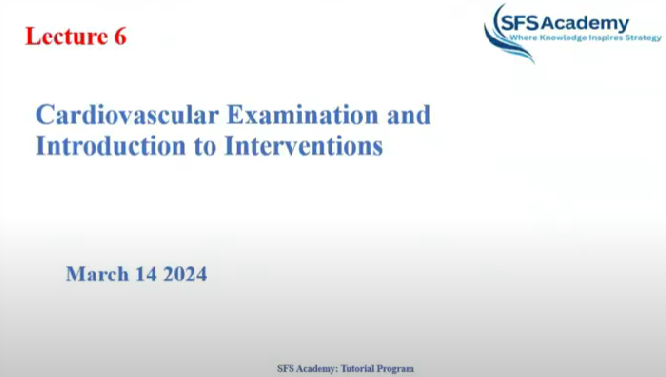 Lecture 6
SFS Academy
Where Knowledge Inspires Strategy
Cardiovascular Examination and
Introduction to Interventions
March 14 2024
SFS Academy: Tutorial Program